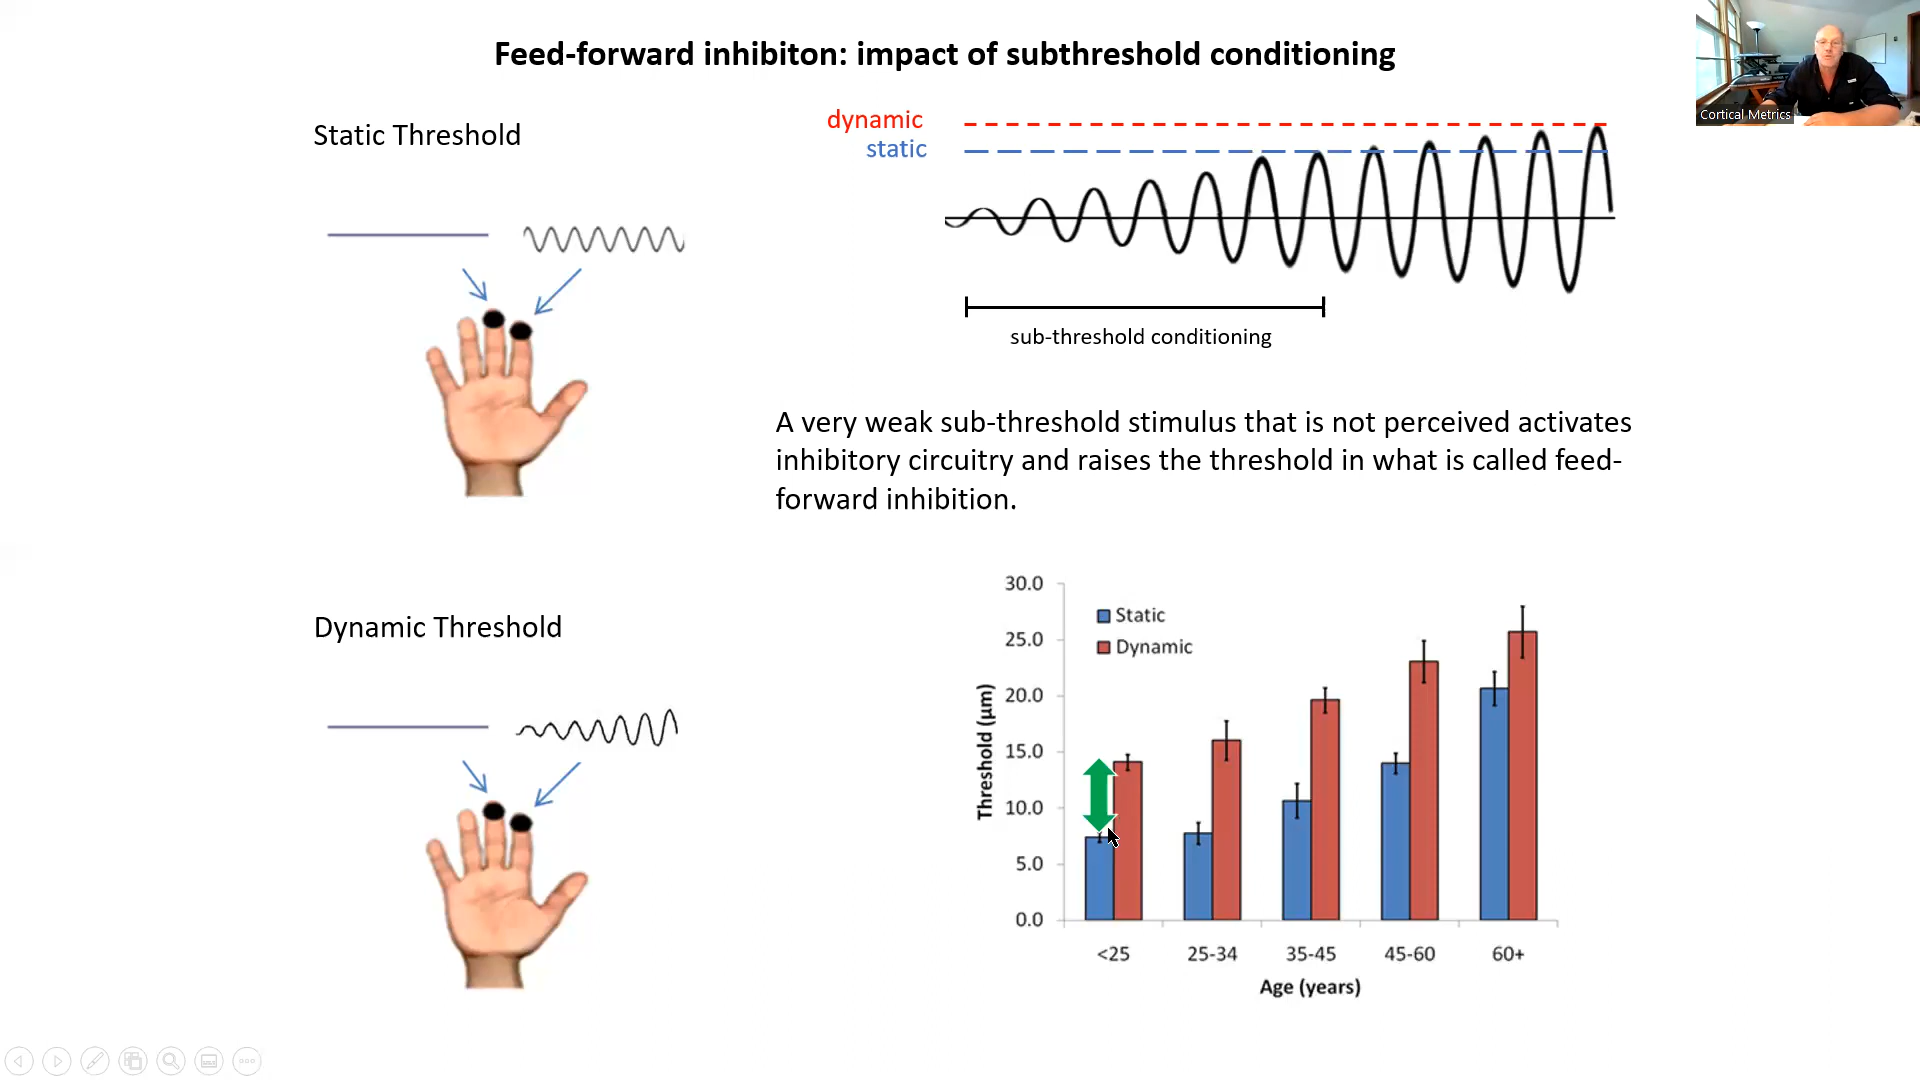 Feed-forward inhibiton: impact of subthreshold conditioning
Cortical Metrics
Static Threshold
dynamic
static
sub-threshold conditioning
A very weak sub-threshold stimulus that is not perceived activates
inhibitory circuitry and raises the threshold in what is called feed-
forward inhibition.
Dynamic Threshold
Threshold (μm)
30.0
25.0
20.0
15.0
10.0
5.0
0.0
Static
Dynamic
<25 25-34 35-45 45-60 60+
Age (years)